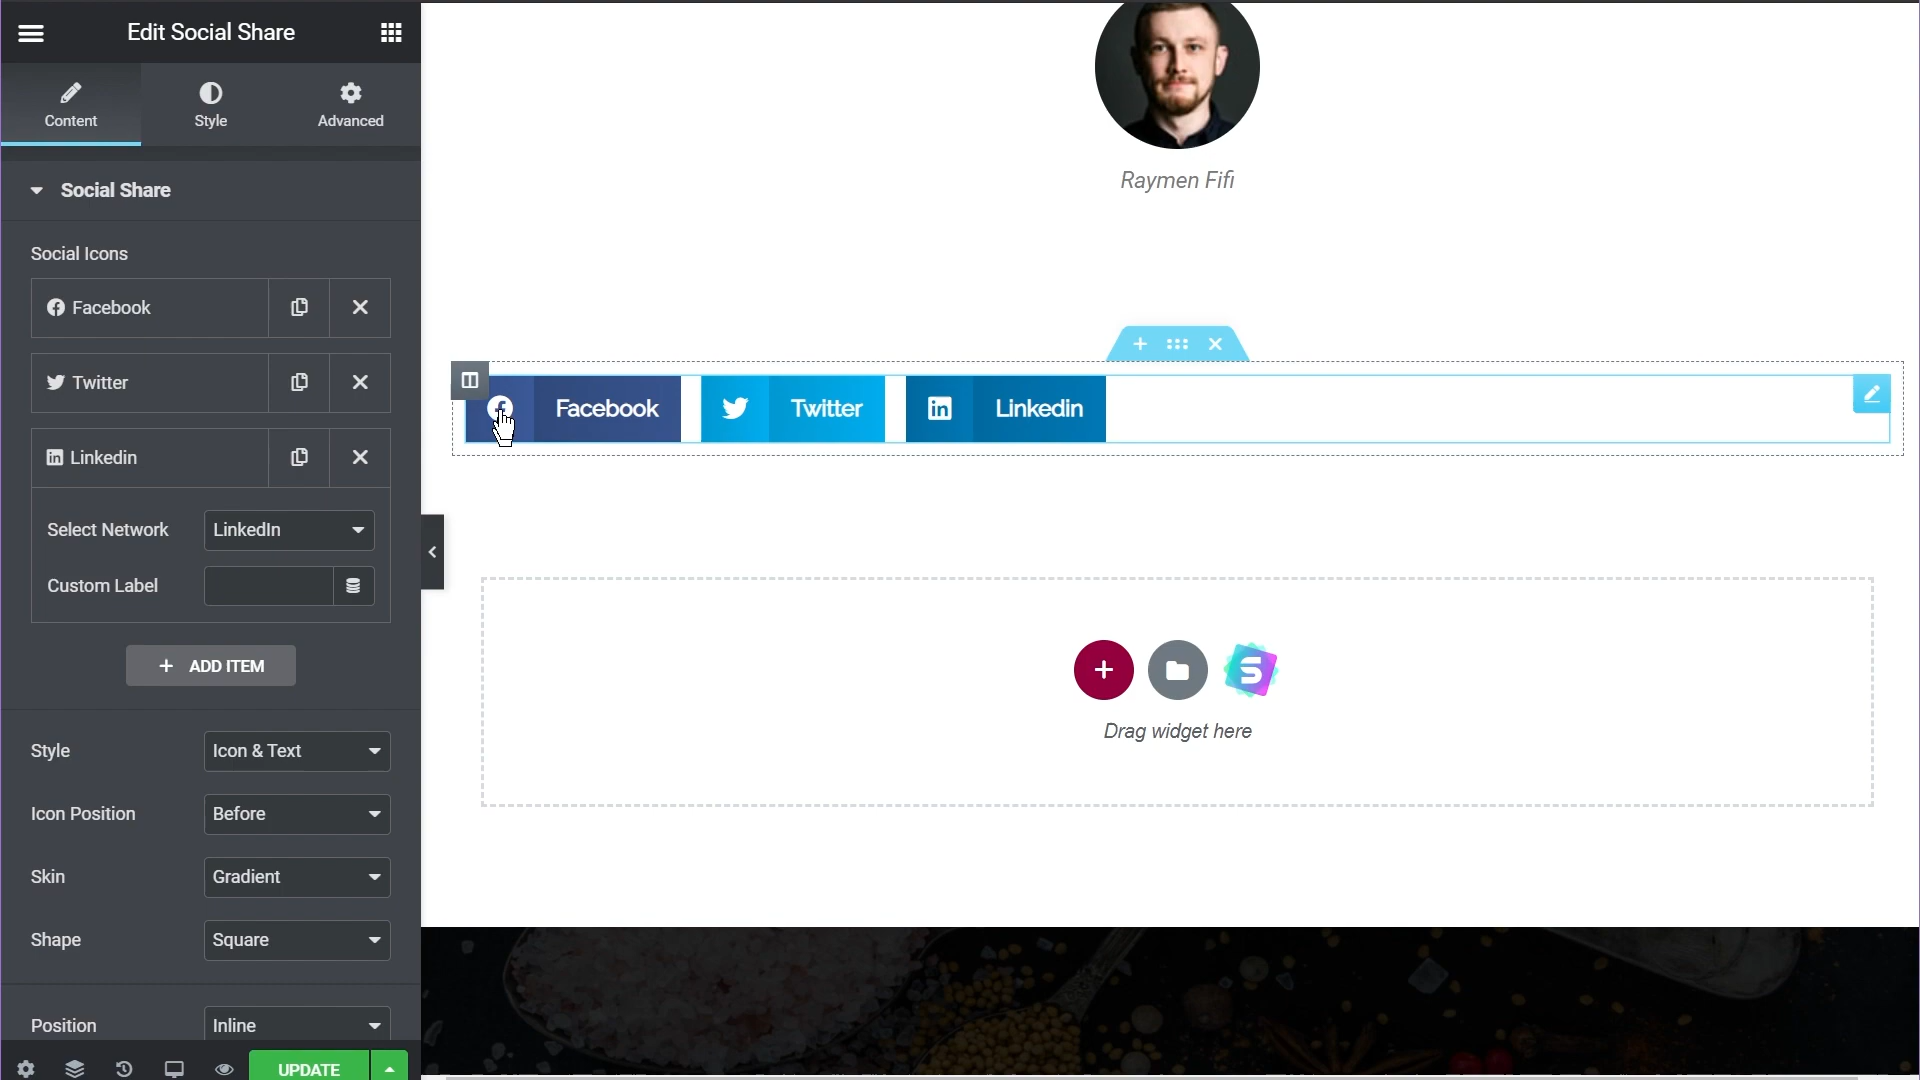 Edit Social Share
Content
Style
Advanced
Social Share
Social Icons
Facebook
Twitter
Linkedin
Select Network
LinkedIn
Custom Label
ADD ITEM
Style
Icon & Text
Icon Position
Before
Skin
Gradient
Shape
Square
Position
Inline
UPDATE
Raymen Fifi
Facebook
Twitter
Linkedin
Drag widget here